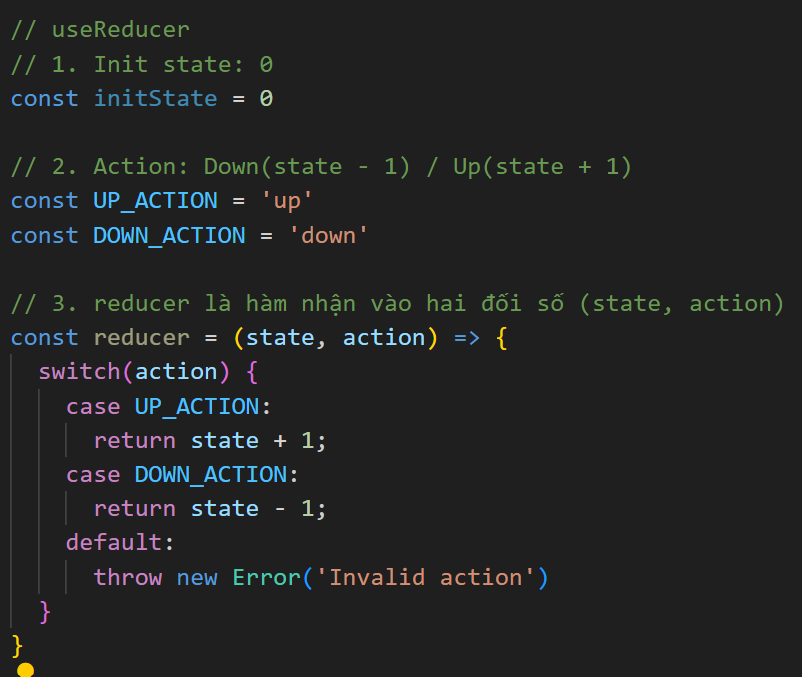 // useReducer
// 1. Init state: 0
const initState = 0
// 2. Action: Down(state - 1) / Up(state + 1)
const UP_ACTION = 'up'
const DOWN_ACTION = 'down'
// 3. reducer là hàm nhận vào hai đối số (state, action)
const reducer = (state, action) => {
  switch(action) {
    case UP_ACTION:
      return state + 1;
    case DOWN_ACTION:
      return state - 1;
    default:
      throw new Error('Invalid action')
  }
}